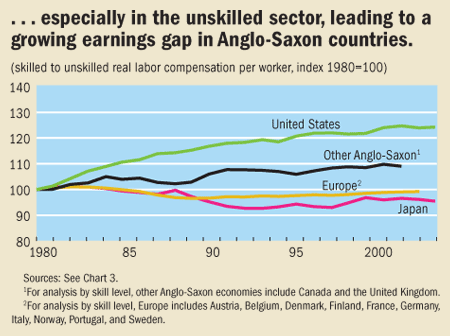 . . . especially in the unskilled sector, leading to a
growing earnings gap in Anglo-Saxon countries.
(skilled to unskilled real labor compensation per worker, index 1980=100)
140
130
United States
120
Other Anglo-Saxon¹
110
Europe²
100
90
Japan
80
1980 85 90 95 2000
Sources: See Chart 3.
¹For analysis by skill level, other Anglo-Saxon economies include Canada and the United Kingdom.
²For analysis by skill level, Europe includes Austria, Belgium, Denmark, Finland, France, Germany,
Italy, Norway, Portugal, and Sweden.